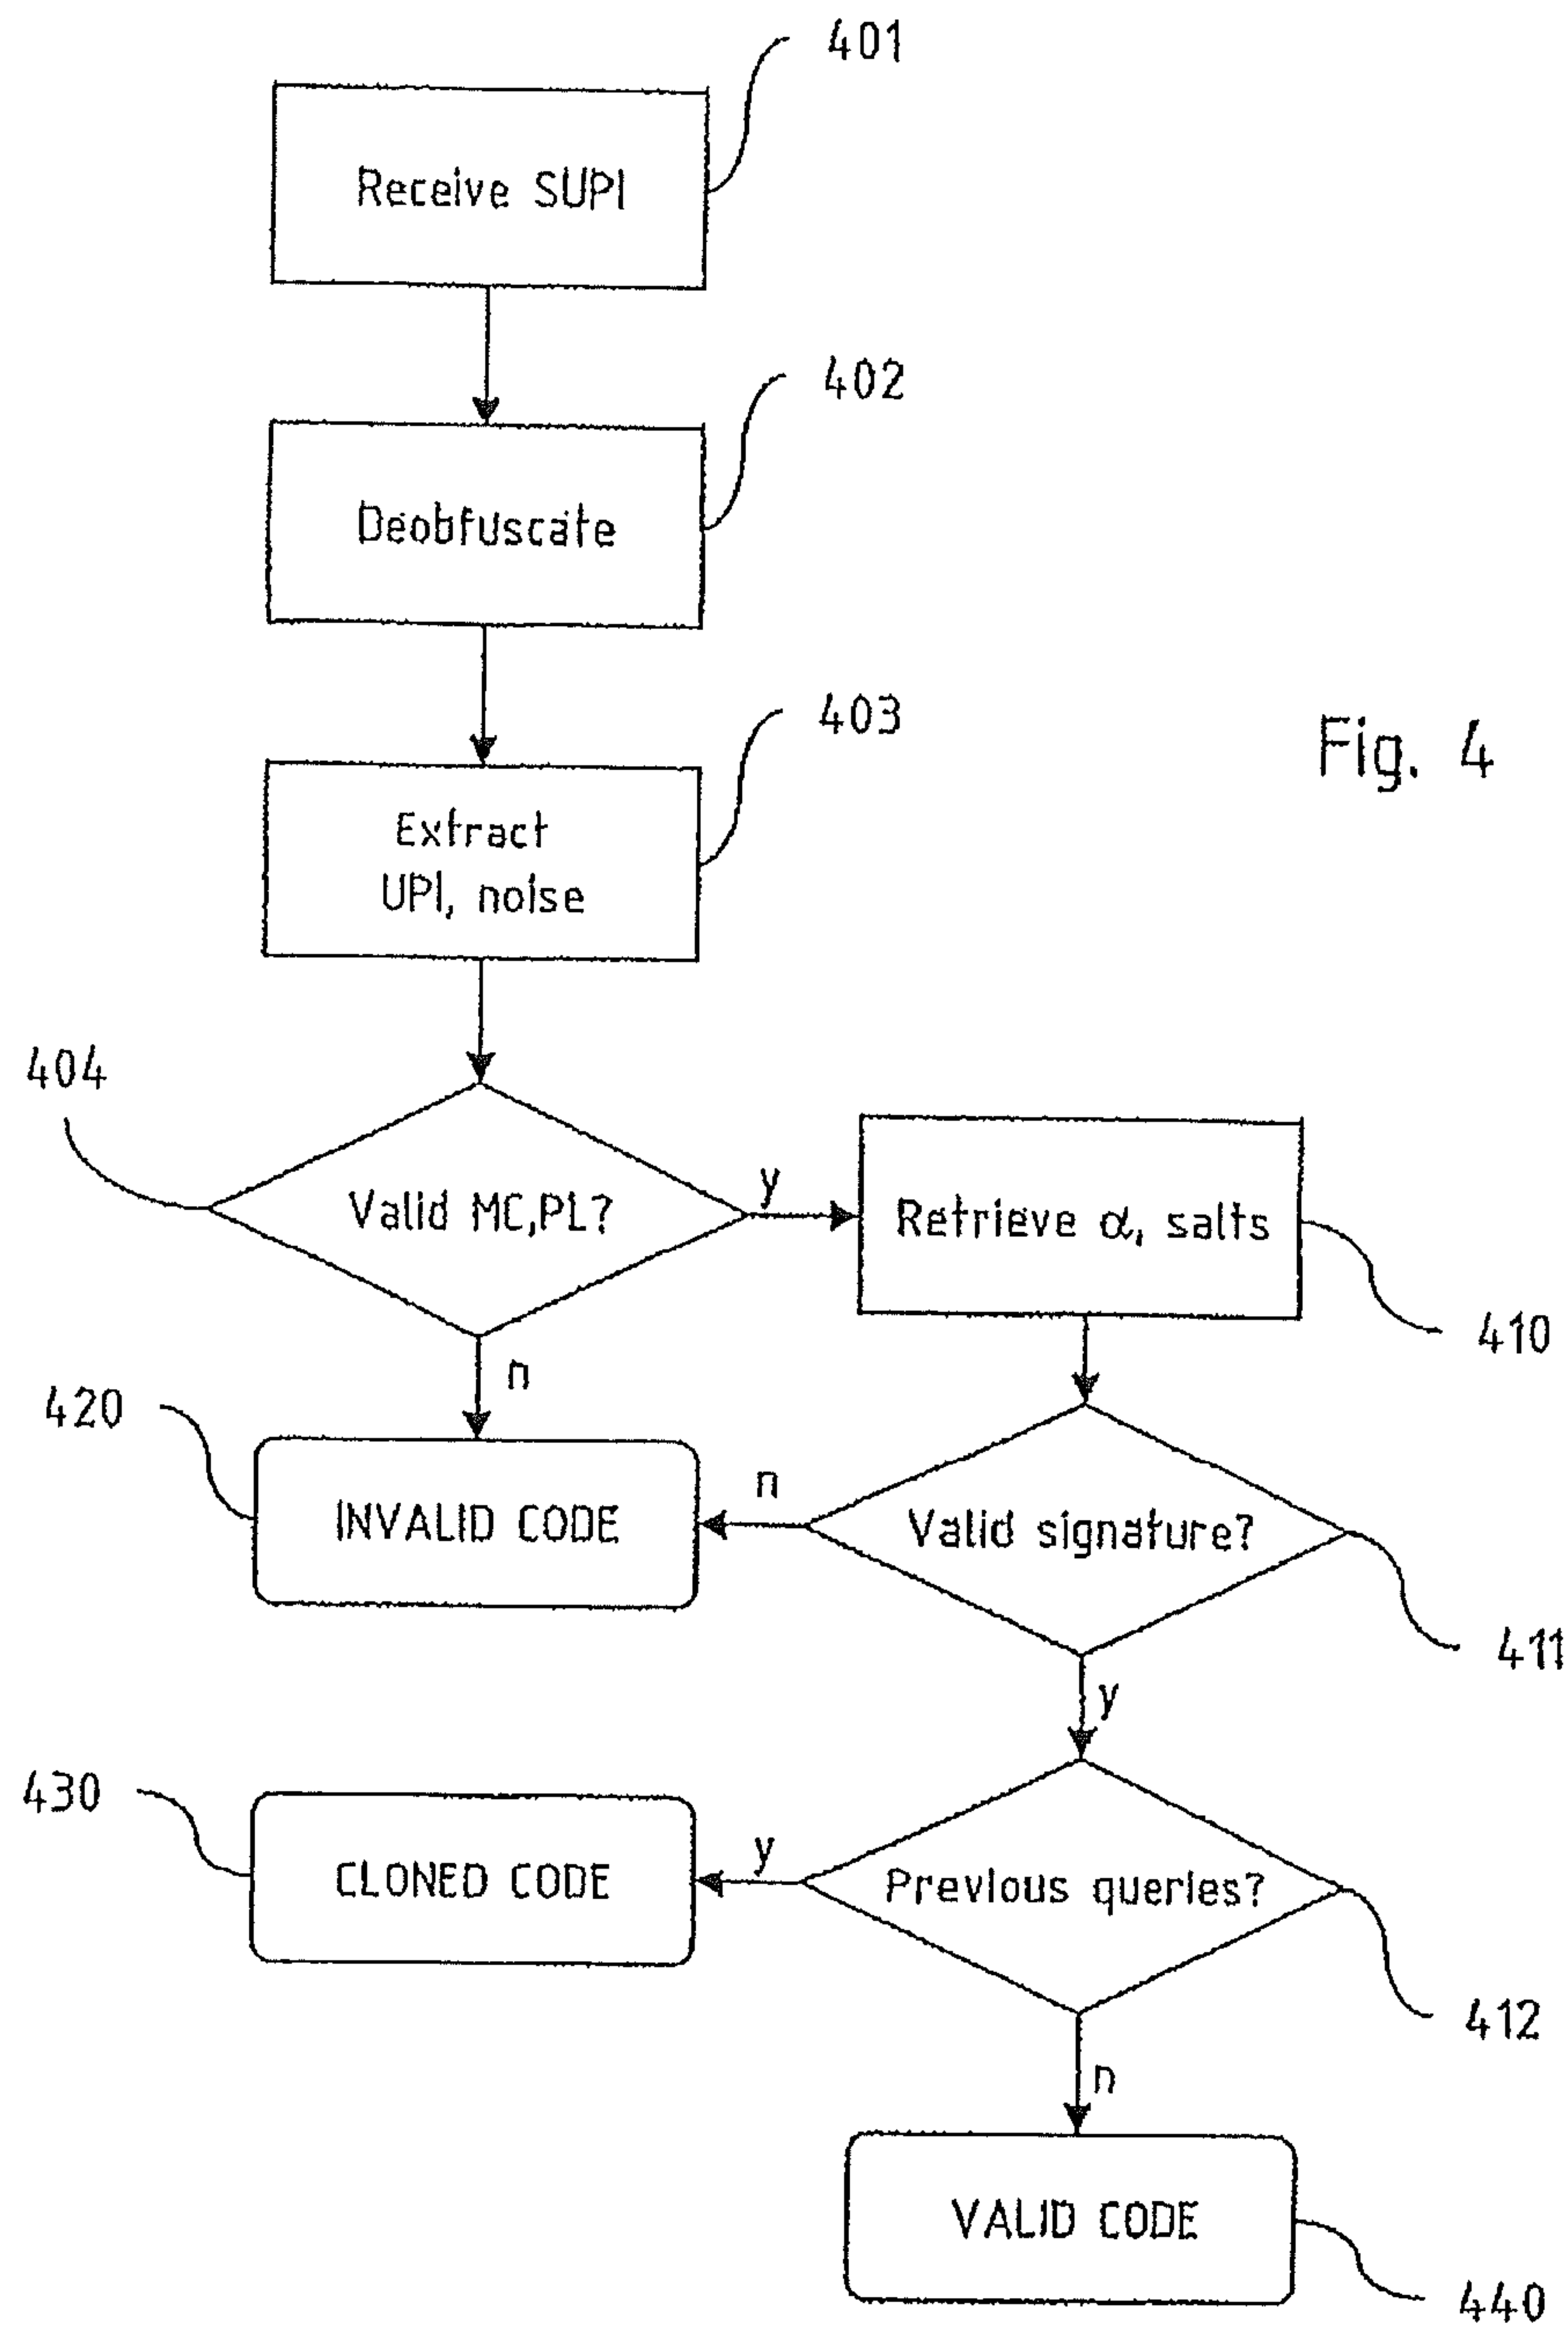 401
Receive SUPI
402
Deobfuscate
403
Extract
UPI, noise
Fig. 4
404
Valid MC,PL?
y
Retrieve α, salts
410
n
420
INVALID CODE
n
Valid signature?
411
y
430
CLONED CODE
y
Previous queries?
412
n
VALID CODE
440